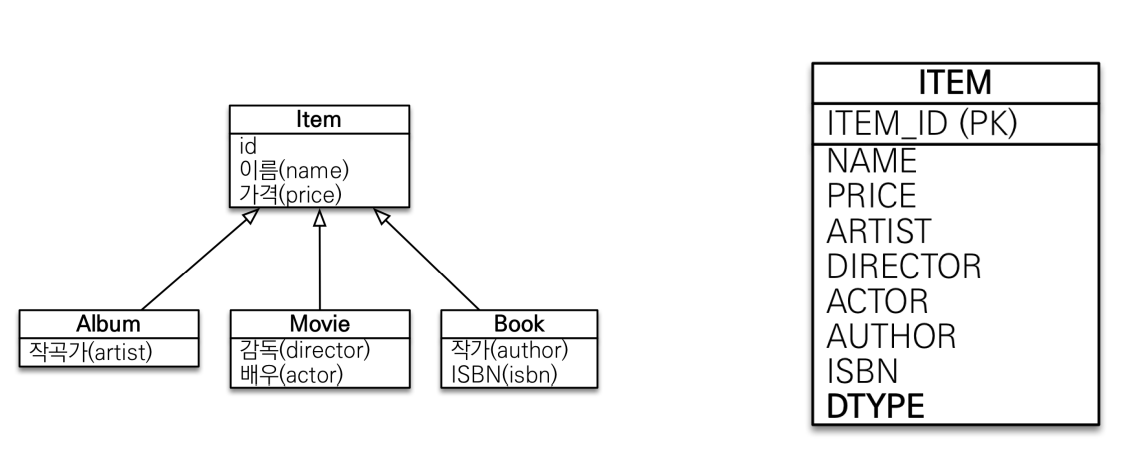 Item
id
이름(name)
가격(price)
Album
작곡가(artist)
Movie
감독(director)
배우(actor)
Book
작가(author)
ISBN(isbn)
ITEM
ITEM_ID (PK)
NAME
PRICE
ARTIST
DIRECTOR
ACTOR
AUTHOR
ISBN
DTYPE